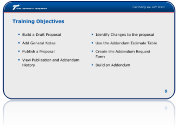 Training Objectives
Build a Draft Proposal
Add General Notes
Publish a Proposal
View Publication and Addendum
History
Identify Changes to the proposal
Use the Addendum Estimate Table
Create the Addendum Request
Form
Build an Addendum